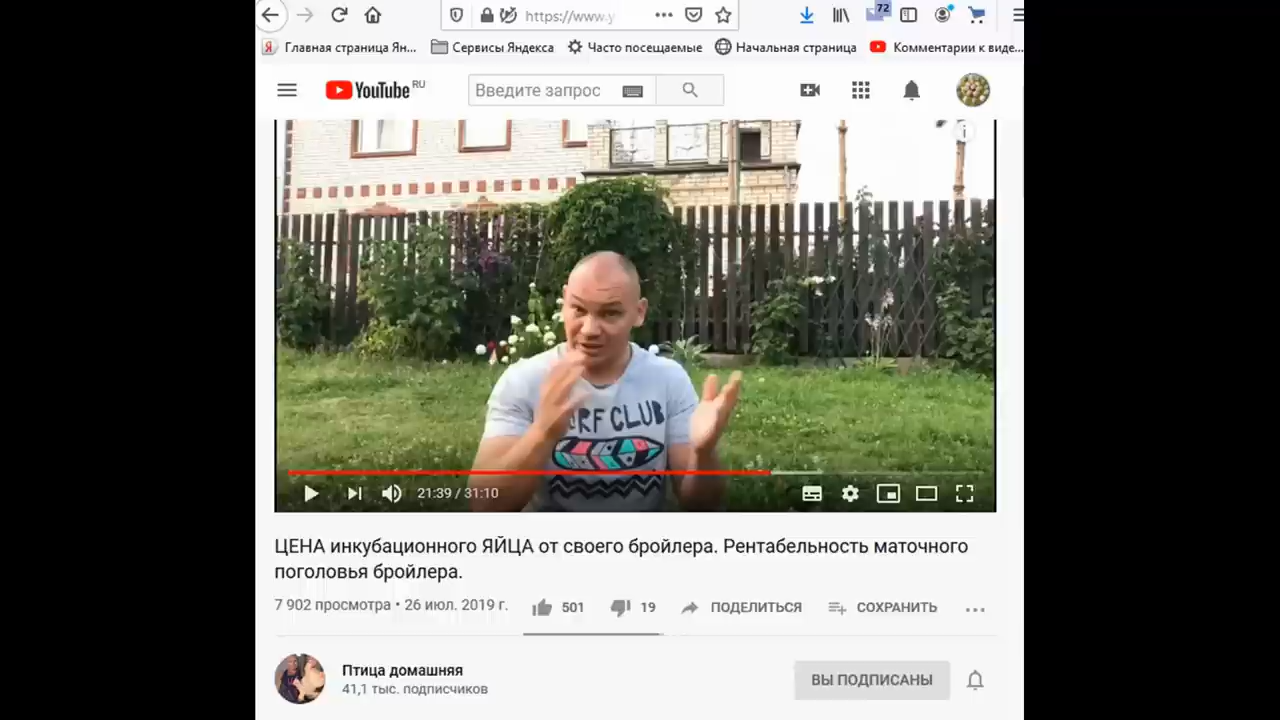 https://www.y
72
Главная страница Ян...
Сервисы Яндекса
Часто посещаемые
Начальная страница
Комментарии к виде...
YouTube RU
Введите запрос
CLUB
21:39 / 31:10
ЦЕНА инкубационного ЯЙЦА от своего бройлера. Рентабельность маточного
поголовья бройлера.
7 902 просмотра • 26 июл. 2019 г.
501
19
ПОДЕЛИТЬСЯ
СОХРАНИТЬ
Птица домашняя
41,1 тыс. подписчиков
ВЫ ПОДПИСАНЫ